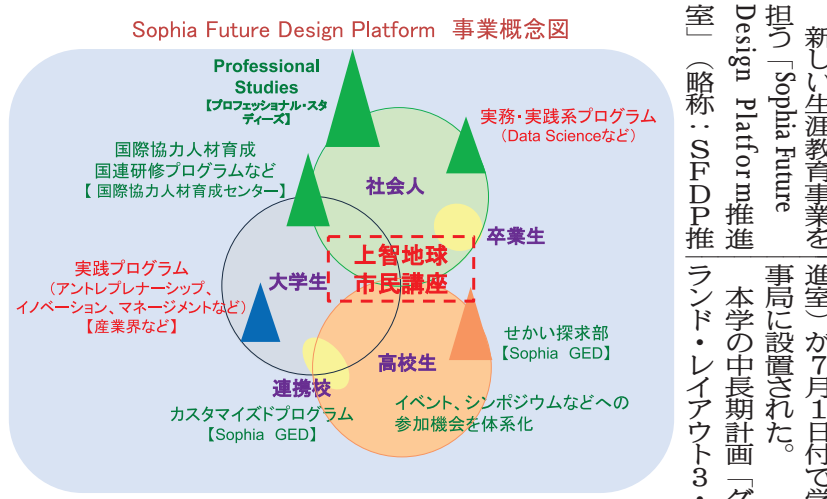 Sophia Future Design Platform 事業概念図
Professional
Studies
【プロフェッショナル・スタ
ディーズ】
実務・実践系プログラム
(Data Scienceなど)
国際協力人材育成
国連研修プログラムなど
【 国際協力人材育成センター】
社会人
卒業生
上智地球
市民講座
大学生
実践プログラム
(アントレプレナーシップ、
イノベーション、マネージメントなど)
【産業界など】
せかい探求部
【Sophia GED】
高校生
連携校
カスタマイズドプログラム
【Sophia GED】
イベント、シンポジウムなどへの
参加機会を体系化
新しい生涯教育事業を
担う「Sophia Future
Design Platform推進
室」（略称：SFDP推
進室）が７月１日付で学
事局に設置された。
本学の中長期計画「グ
ランド・レイアウト３・